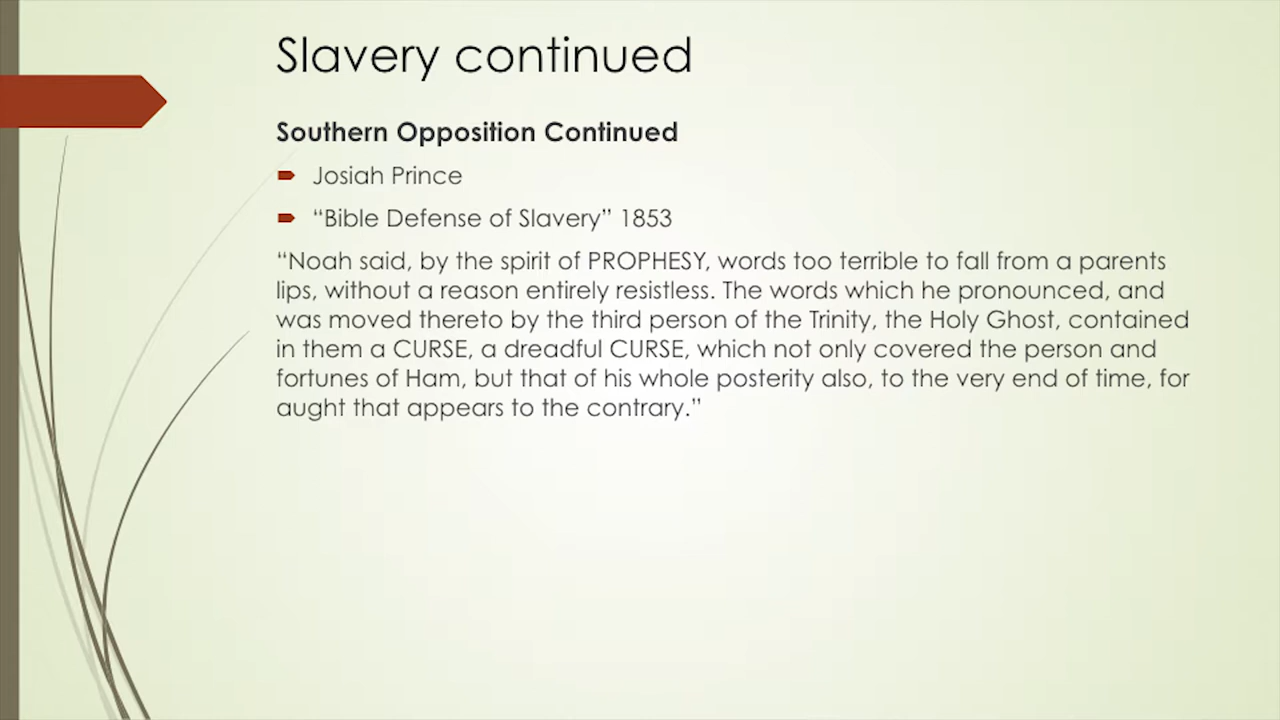 Slavery continued
Southern Opposition Continued
Josiah Prince
“Bible Defense of Slavery” 1853
“Noah said, by the spirit of PROPHESY, words too terrible to fall from a parents
lips, without a reason entirely resistless. The words which he pronounced, and
was moved thereto by the third person of the Trinity, the Holy Ghost, contained
in them a CURSE, a dreadful CURSE, which not only covered the person and
fortunes of Ham, but that of his whole posterity also, to the very end of time, for
aught that appears to the contrary.”